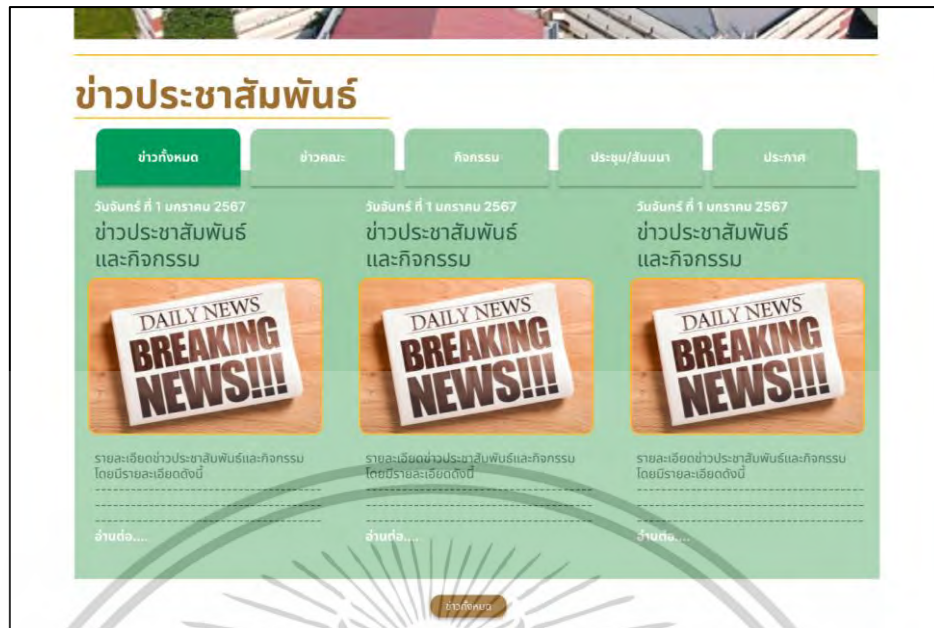 ข่าวประชาสัมพันธ์
ข่าวทั้งหมด
ข่าวคณะ
กิจกรรม
ประชุม/สัมมนา
ประกาศ
วันจันทร์ ที่ 1 มกราคม 2567
ข่าวประชาสัมพันธ์
และกิจกรรม
DAILY NEWS
BREAKING
NEWS!!!
รายละเอียดข่าวประชาสัมพันธ์และกิจกรรม
โดยมีรายละเอียดดังนี้
อ่านต่อ....
วันจันทร์ ที่ 1 มกราคม 2567
ข่าวประชาสัมพันธ์
และกิจกรรม
DAILY NEWS
BREAKING
NEWS!!!
รายละเอียดข่าวประชาสัมพันธ์และกิจกรรม
โดยมีรายละเอียดดังนี้
อ่านต่อ....
วันจันทร์ ที่ 1 มกราคม 2567
ข่าวประชาสัมพันธ์
และกิจกรรม
DAILY NEWS
BREAKING
NEWS!!!
รายละเอียดข่าวประชาสัมพันธ์และกิจกรรม
โดยมีรายละเอียดดังนี้
อ่านต่อ....
ข่าวทั้งหมด